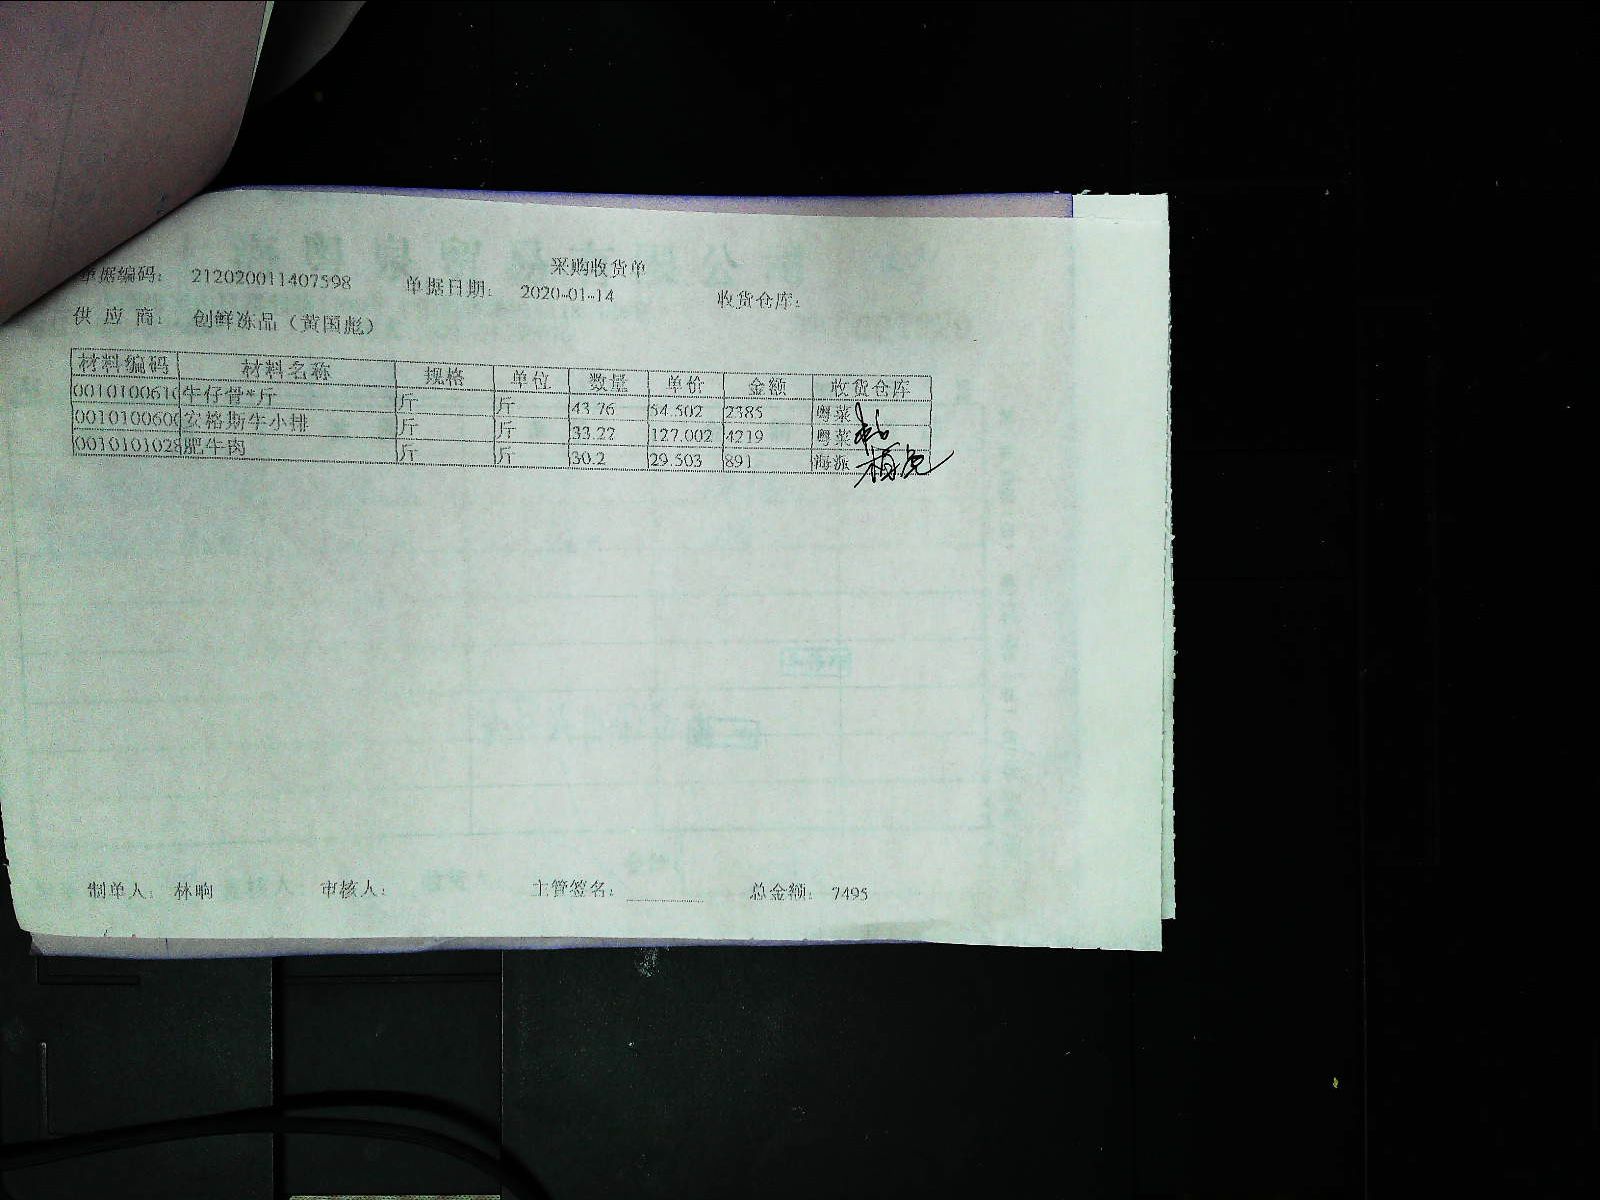 采购收货单
单据编码： 212020011407598 单据日期： 2020-01-14 收货仓库：
供 应 商： 创鲜冻品（黄国彪）
材料编码 材料名称 规格 单位 数量 单价 金额 收货仓库
0010100610 牛仔骨*斤 斤 斤 43.76 54.502 2385 粤菜
0010100600 安格斯牛小排 斤 斤 33.22 127.002 4219 粤菜
0010101028 肥牛肉 斤 斤 30.2 29.503 891 海派
制单人： 林响 审核人： 主管签名： 总金额： 7495